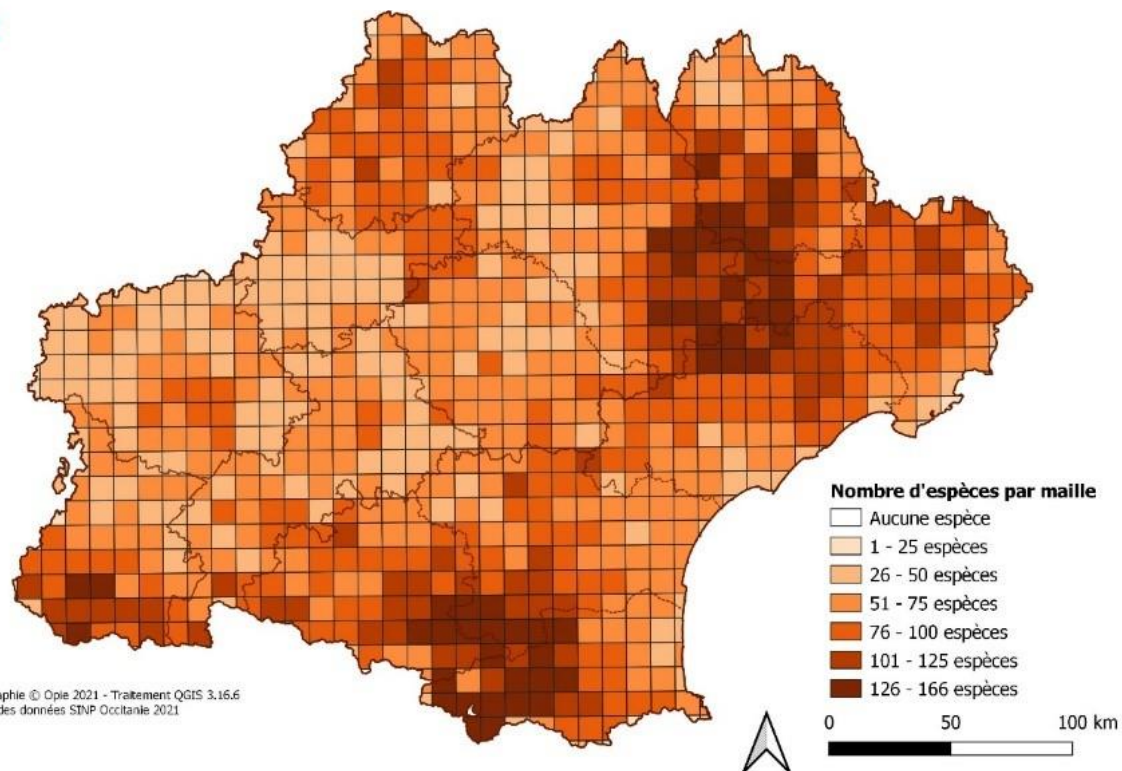 Nombre d'espèces par maille
Aucune espèce
1 - 25 espèces
26 - 50 espèces
51 - 75 espèces
76 - 100 espèces
101 - 125 espèces
126 - 166 espèces
0 50 100 km
aphie © Opie 2021 - Traitement QGIS 3.16.6
des données SINP Occitanie 2021